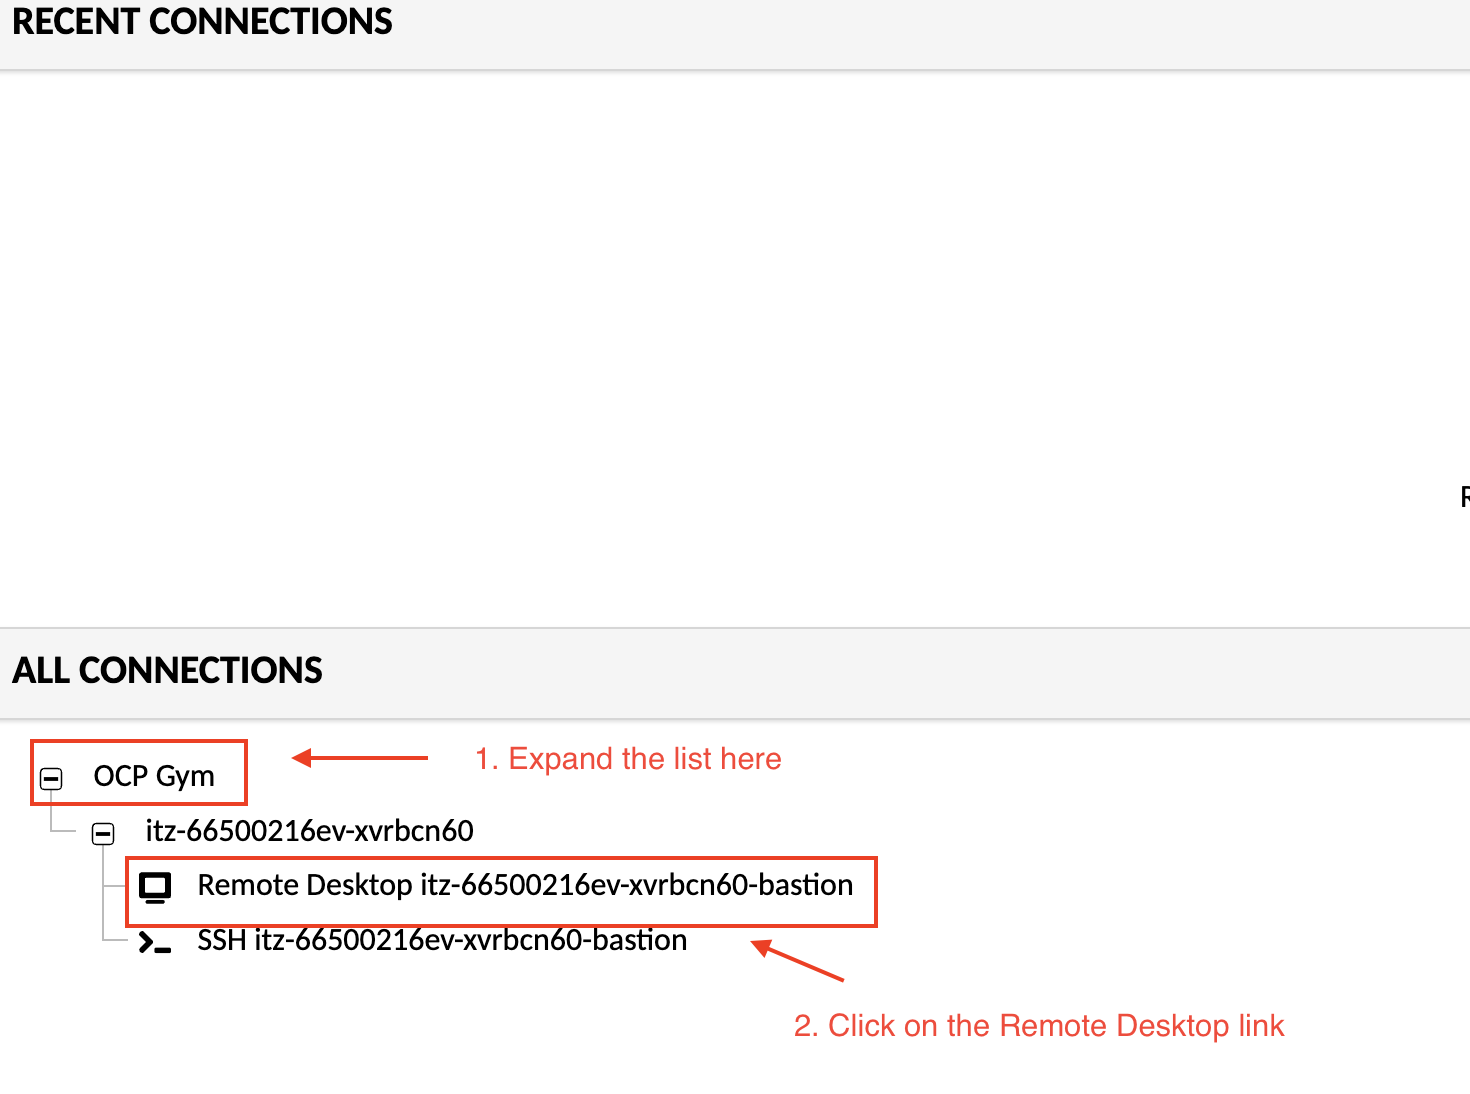 RECENT CONNECTIONS
R
ALL CONNECTIONS
OCP Gym
1. Expand the list here
itz-66500216ev-xvrbcn60
Remote Desktop itz-66500216ev-xvrbcn60-bastion
SSH itz-66500216ev-xvrbcn60-bastion
2. Click on the Remote Desktop link